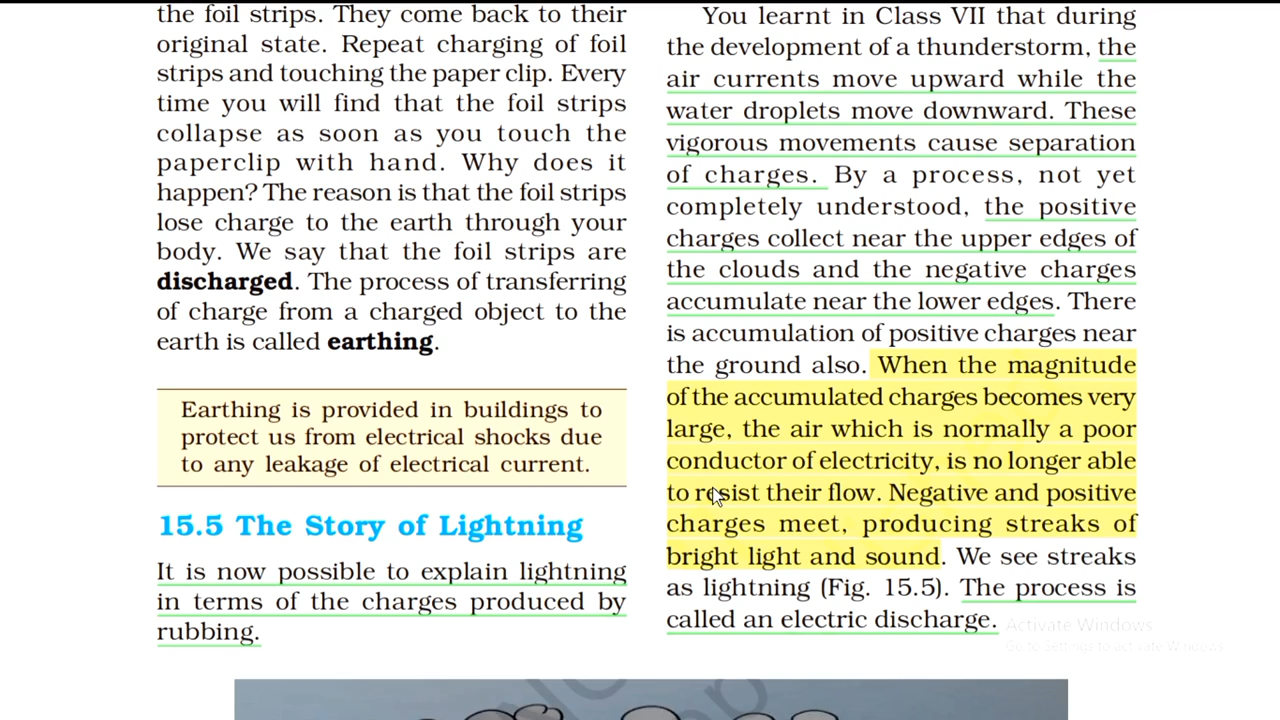 the foil strips. They come back to their
original state. Repeat charging of foil
strips and touching the paper clip. Every
time you will find that the foil strips
collapse as soon as you touch the
paperclip with hand. Why does it
happen? The reason is that the foil strips
lose charge to the earth through your
body. We say that the foil strips are
discharged. The process of transferring
of charge from a charged object to the
earth is called earthing.
Earthing is provided in buildings to
protect us from electrical shocks due
to any leakage of electrical current.
15.5 The Story of Lightning
It is now possible to explain lightning
in terms of the charges produced by
rubbing.
You learnt in Class VII that during
the development of a thunderstorm, the
air currents move upward while the
water droplets move downward. These
vigorous movements cause separation
of charges. By a process, not yet
completely understood, the positive
charges collect near the upper edges of
the clouds and the negative charges
accumulate near the lower edges. There
is accumulation of positive charges near
the ground also. When the magnitude
of the accumulated charges becomes very
large, the air which is normally a poor
conductor of electricity, is no longer able
to resist their flow. Negative and positive
charges meet, producing streaks of
bright light and sound. We see streaks
as lightning (Fig. 15.5). The process is
called an electric discharge.
Activate Windows
Go to Settings to activate Windows.